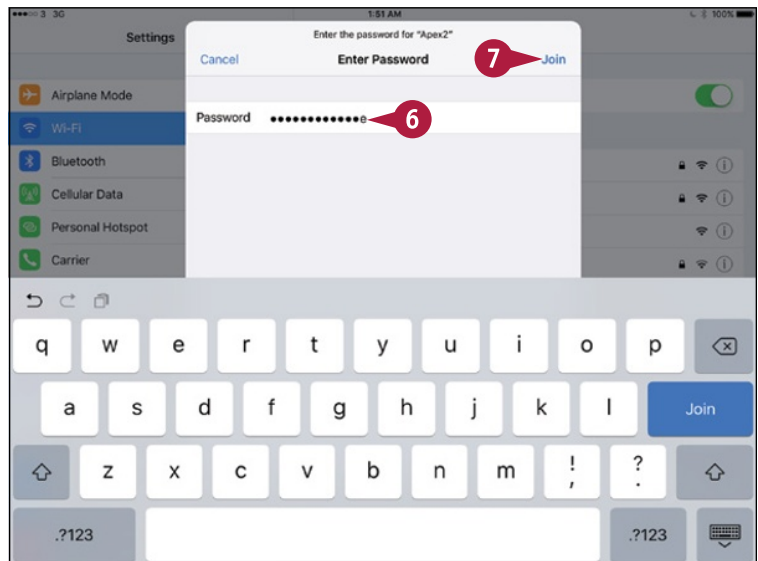 3 3G 1:51 AM 100%
Settings
Enter the password for "Apex2"
Cancel Enter Password 7 Join
Airplane Mode
Password ••••••••••••e 6
Wi-Fi
Bluetooth
Cellular Data
Personal Hotspot
Carrier
q w e r t y u i o p
a s d f g h j k l Join
z x c v b n m ! , ? .
.?123 .?123